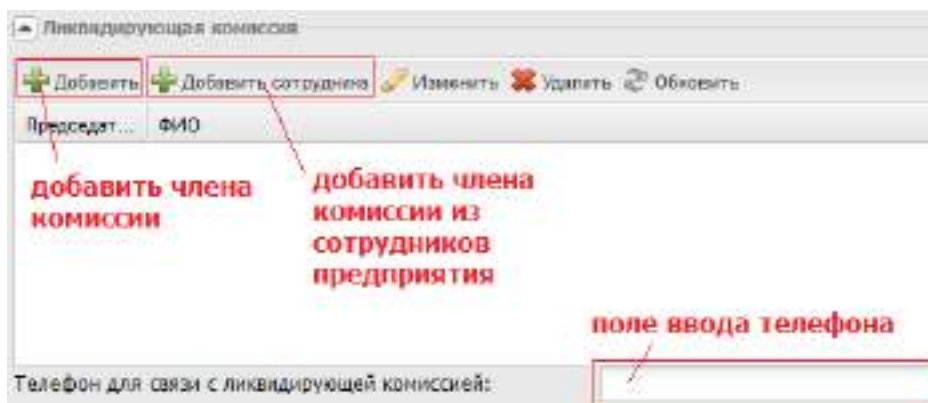 Ликвидирующая комиссия
Добавить Добавить сотрудника Изменить Удалить Обновить
Председат... ФИО
добавить члена
комиссии
добавить члена
комиссии из
сотрудников
предприятия
поле ввода телефона
Телефон для связи с ликвидирующей комиссией: